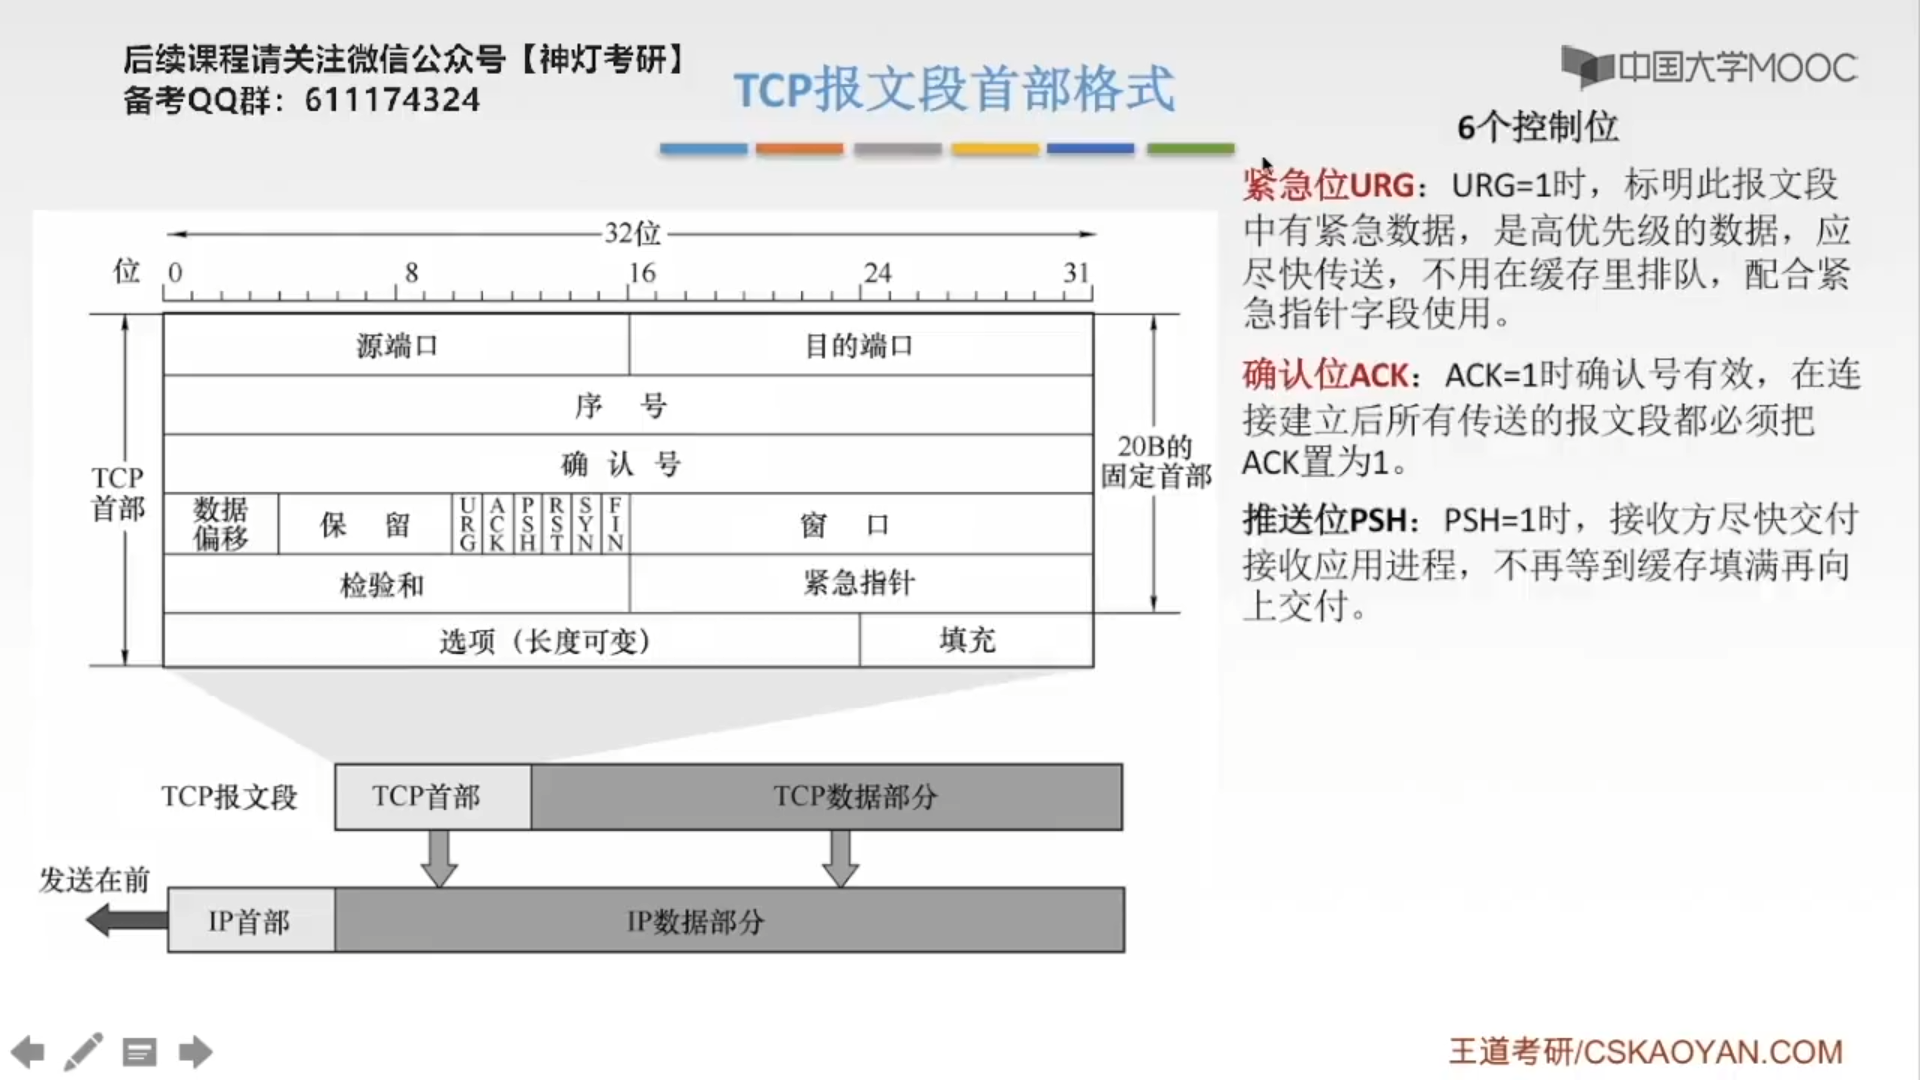 后续课程请关注微信公众号【神灯考研】
备考QQ群：611174324
TCP报文段首部格式
中国大学MOOC
32位
位 0 8 16 24 31
TCP
首部
源端口 目的端口
序 号
确 认 号
数据
偏移
保 留
URG ACK PSH RST SYN FIN
窗 口
检验和 紧急指针
选项（长度可变） 填充
20B的
固定首部
TCP报文段 TCP首部 TCP数据部分
发送在前
IP首部 IP数据部分
6个控制位
紧急位URG：URG=1时，标明此报文段
中有紧急数据，是高优先级的数据，应
尽快传送，不用在缓存里排队，配合紧
急指针字段使用。
确认位ACK：ACK=1时确认号有效，在连
接建立后所有传送的报文段都必须把
ACK置为1。
推送位PSH：PSH=1时，接收方尽快交付
接收应用进程，不再等到缓存填满再向
上交付。
王道考研/CSKAOYAN.COM